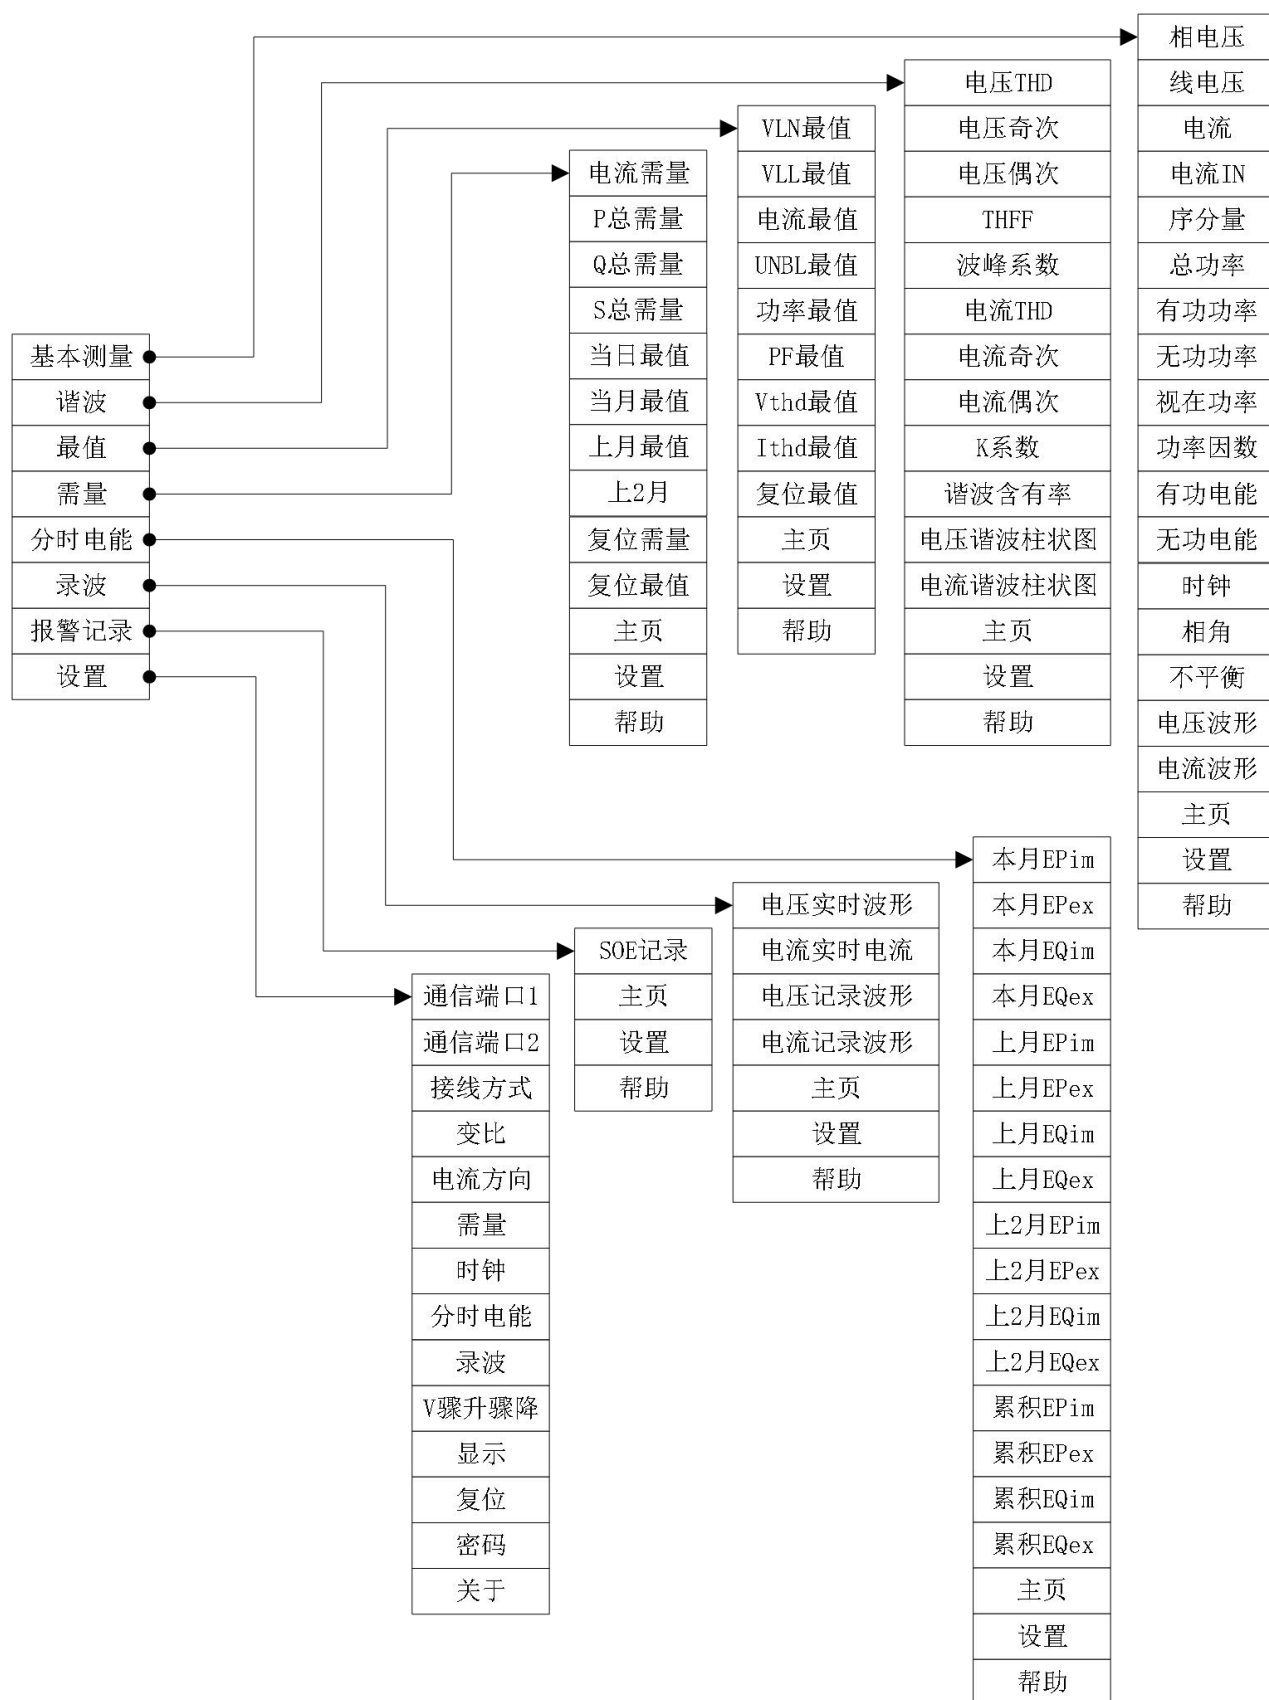 基本测量
谐波
最值
需量
分时电能
录波
报警记录
设置
相电压
线电压
电流
电流IN
序分量
总功率
有功功率
无功功率
视在功率
功率因数
有功电能
无功电能
时钟
相角
不平衡
电压波形
电流波形
主页
设置
帮助
电压THD
电压奇次
电压偶次
THFF
波峰系数
电流THD
电流奇次
电流偶次
K系数
谐波含有率
电压谐波柱状图
电流谐波柱状图
主页
设置
帮助
VLN最值
VLL最值
电流最值
UNBL最值
功率最值
PF最值
Vthd最值
Ithd最值
复位最值
主页
设置
帮助
电流需量
P总需量
Q总需量
S总需量
当日最值
当月最值
上月最值
上2月
复位需量
复位最值
主页
设置
帮助
本月EPim
本月EPex
本月EQim
本月EQex
上月EPim
上月EPex
上月EQim
上月EQex
上2月EPim
上2月EPex
上2月EQim
上2月EQex
累积EPim
累积EPex
累积EQim
累积EQex
主页
设置
帮助
电压实时波形
电流实时电流
电压记录波形
电流记录波形
主页
设置
帮助
SOE记录
主页
设置
帮助
通信端口1
通信端口2
接线方式
变比
电流方向
需量
时钟
分时电能
录波
V骤升骤降
显示
复位
密码
关于